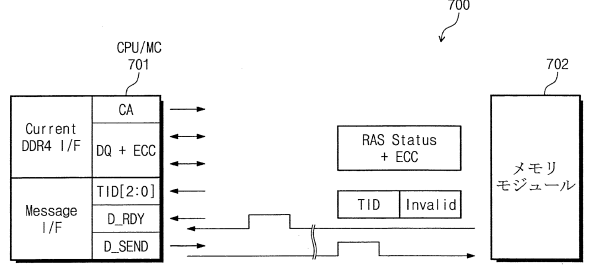 700
CPU/MC
701
702
Current
DDR4 I/F
CA
DQ + ECC
RAS Status
+ ECC
メモリ
モジュール
Message
I/F
TID[2:0]
D_RDY
D_SEND
TID
Invalid